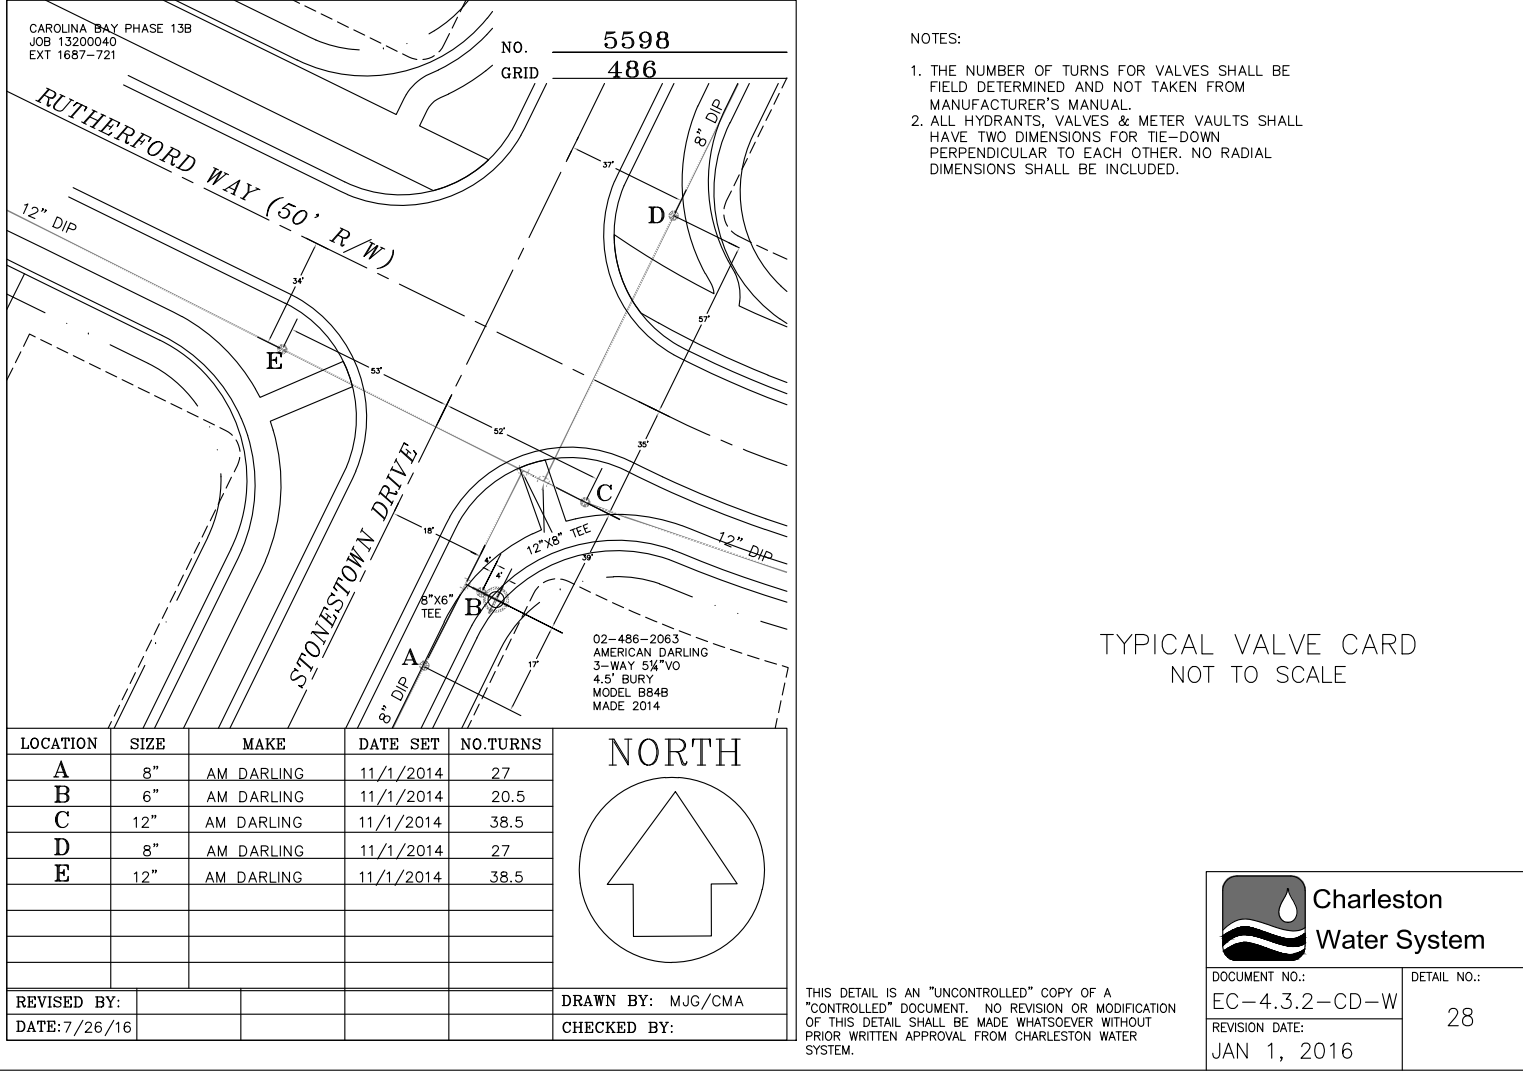 CAROLINA BAY PHASE 13B
JOB 13200040
EXT 1687-721
NO. 5598
GRID 486
RUTHERFORD WAY (50' R/W)
12" DIP
8" DIP
37'
D
34'
E
57'
53'
52'
35'
C
STONESTOWN DRIVE
18'
12"X8" TEE
12" DIP
4'
4'
39'
8"X6"
TEE
B
A
17'
8" DIP
02-486-2063
AMERICAN DARLING
3-WAY 5¼"VO
4.5' BURY
MODEL B84B
MADE 2014
LOCATION SIZE MAKE DATE SET NO.TURNS
A 8" AM DARLING 11/1/2014 27
B 6" AM DARLING 11/1/2014 20.5
C 12" AM DARLING 11/1/2014 38.5
D 8" AM DARLING 11/1/2014 27
E 12" AM DARLING 11/1/2014 38.5
NORTH
REVISED BY:
DATE:7/26/16
DRAWN BY: MJG/CMA
CHECKED BY:
NOTES:
1. THE NUMBER OF TURNS FOR VALVES SHALL BE
FIELD DETERMINED AND NOT TAKEN FROM
MANUFACTURER'S MANUAL.
2. ALL HYDRANTS, VALVES & METER VAULTS SHALL
HAVE TWO DIMENSIONS FOR TIE-DOWN
PERPENDICULAR TO EACH OTHER. NO RADIAL
DIMENSIONS SHALL BE INCLUDED.
TYPICAL VALVE CARD
NOT TO SCALE
THIS DETAIL IS AN "UNCONTROLLED" COPY OF A
"CONTROLLED" DOCUMENT. NO REVISION OR MODIFICATION
OF THIS DETAIL SHALL BE MADE WHATSOEVER WITHOUT
PRIOR WRITTEN APPROVAL FROM CHARLESTON WATER
SYSTEM.
Charleston
Water System
DOCUMENT NO.:
EC-4.3.2-CD-W
REVISION DATE:
JAN 1, 2016
DETAIL NO.:
28